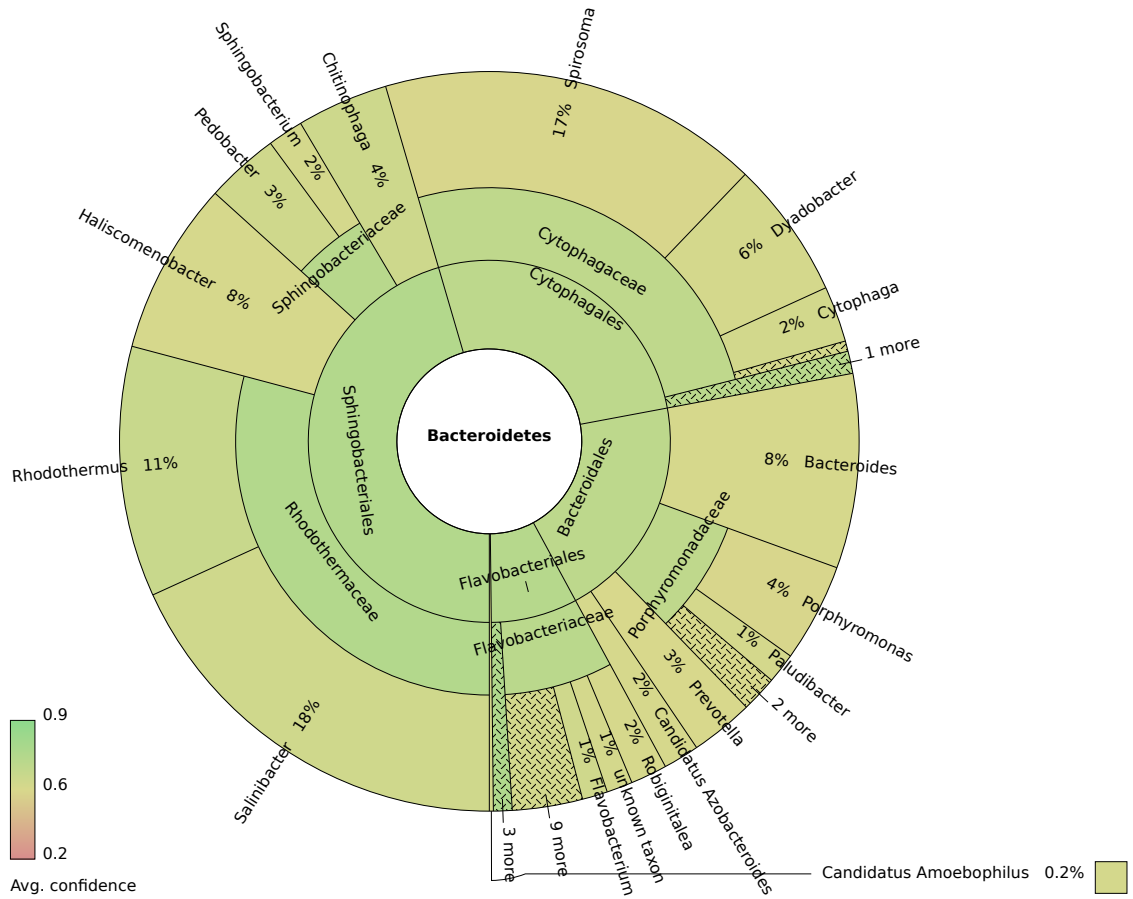 Bacteroidetes
Cytophagales
Cytophagaceae
17% Spirosoma
6% Dyadobacter
2% Cytophaga
1 more
Bacteroidales
8% Bacteroides
Porphyromonadaceae
4% Porphyromonas
1% Paludibacter
2 more
3% Prevotella
2% Candidatus Azobacteroides
Flavobacteriales
Flavobacteriaceae
2% Robiginitalea
1% unknown taxon
1% Flavobacterium
9 more
3 more
Candidatus Amoebophilus 0.2%
Sphingobacteriales
Rhodothermaceae
Salinibacter 18%
Rhodothermus 11%
Haliscomenobacter 8%
Sphingobacteriaceae
Pedobacter 3%
Sphingobacterium 2%
Chitinophaga 4%
0.9
0.6
0.2
Avg. confidence